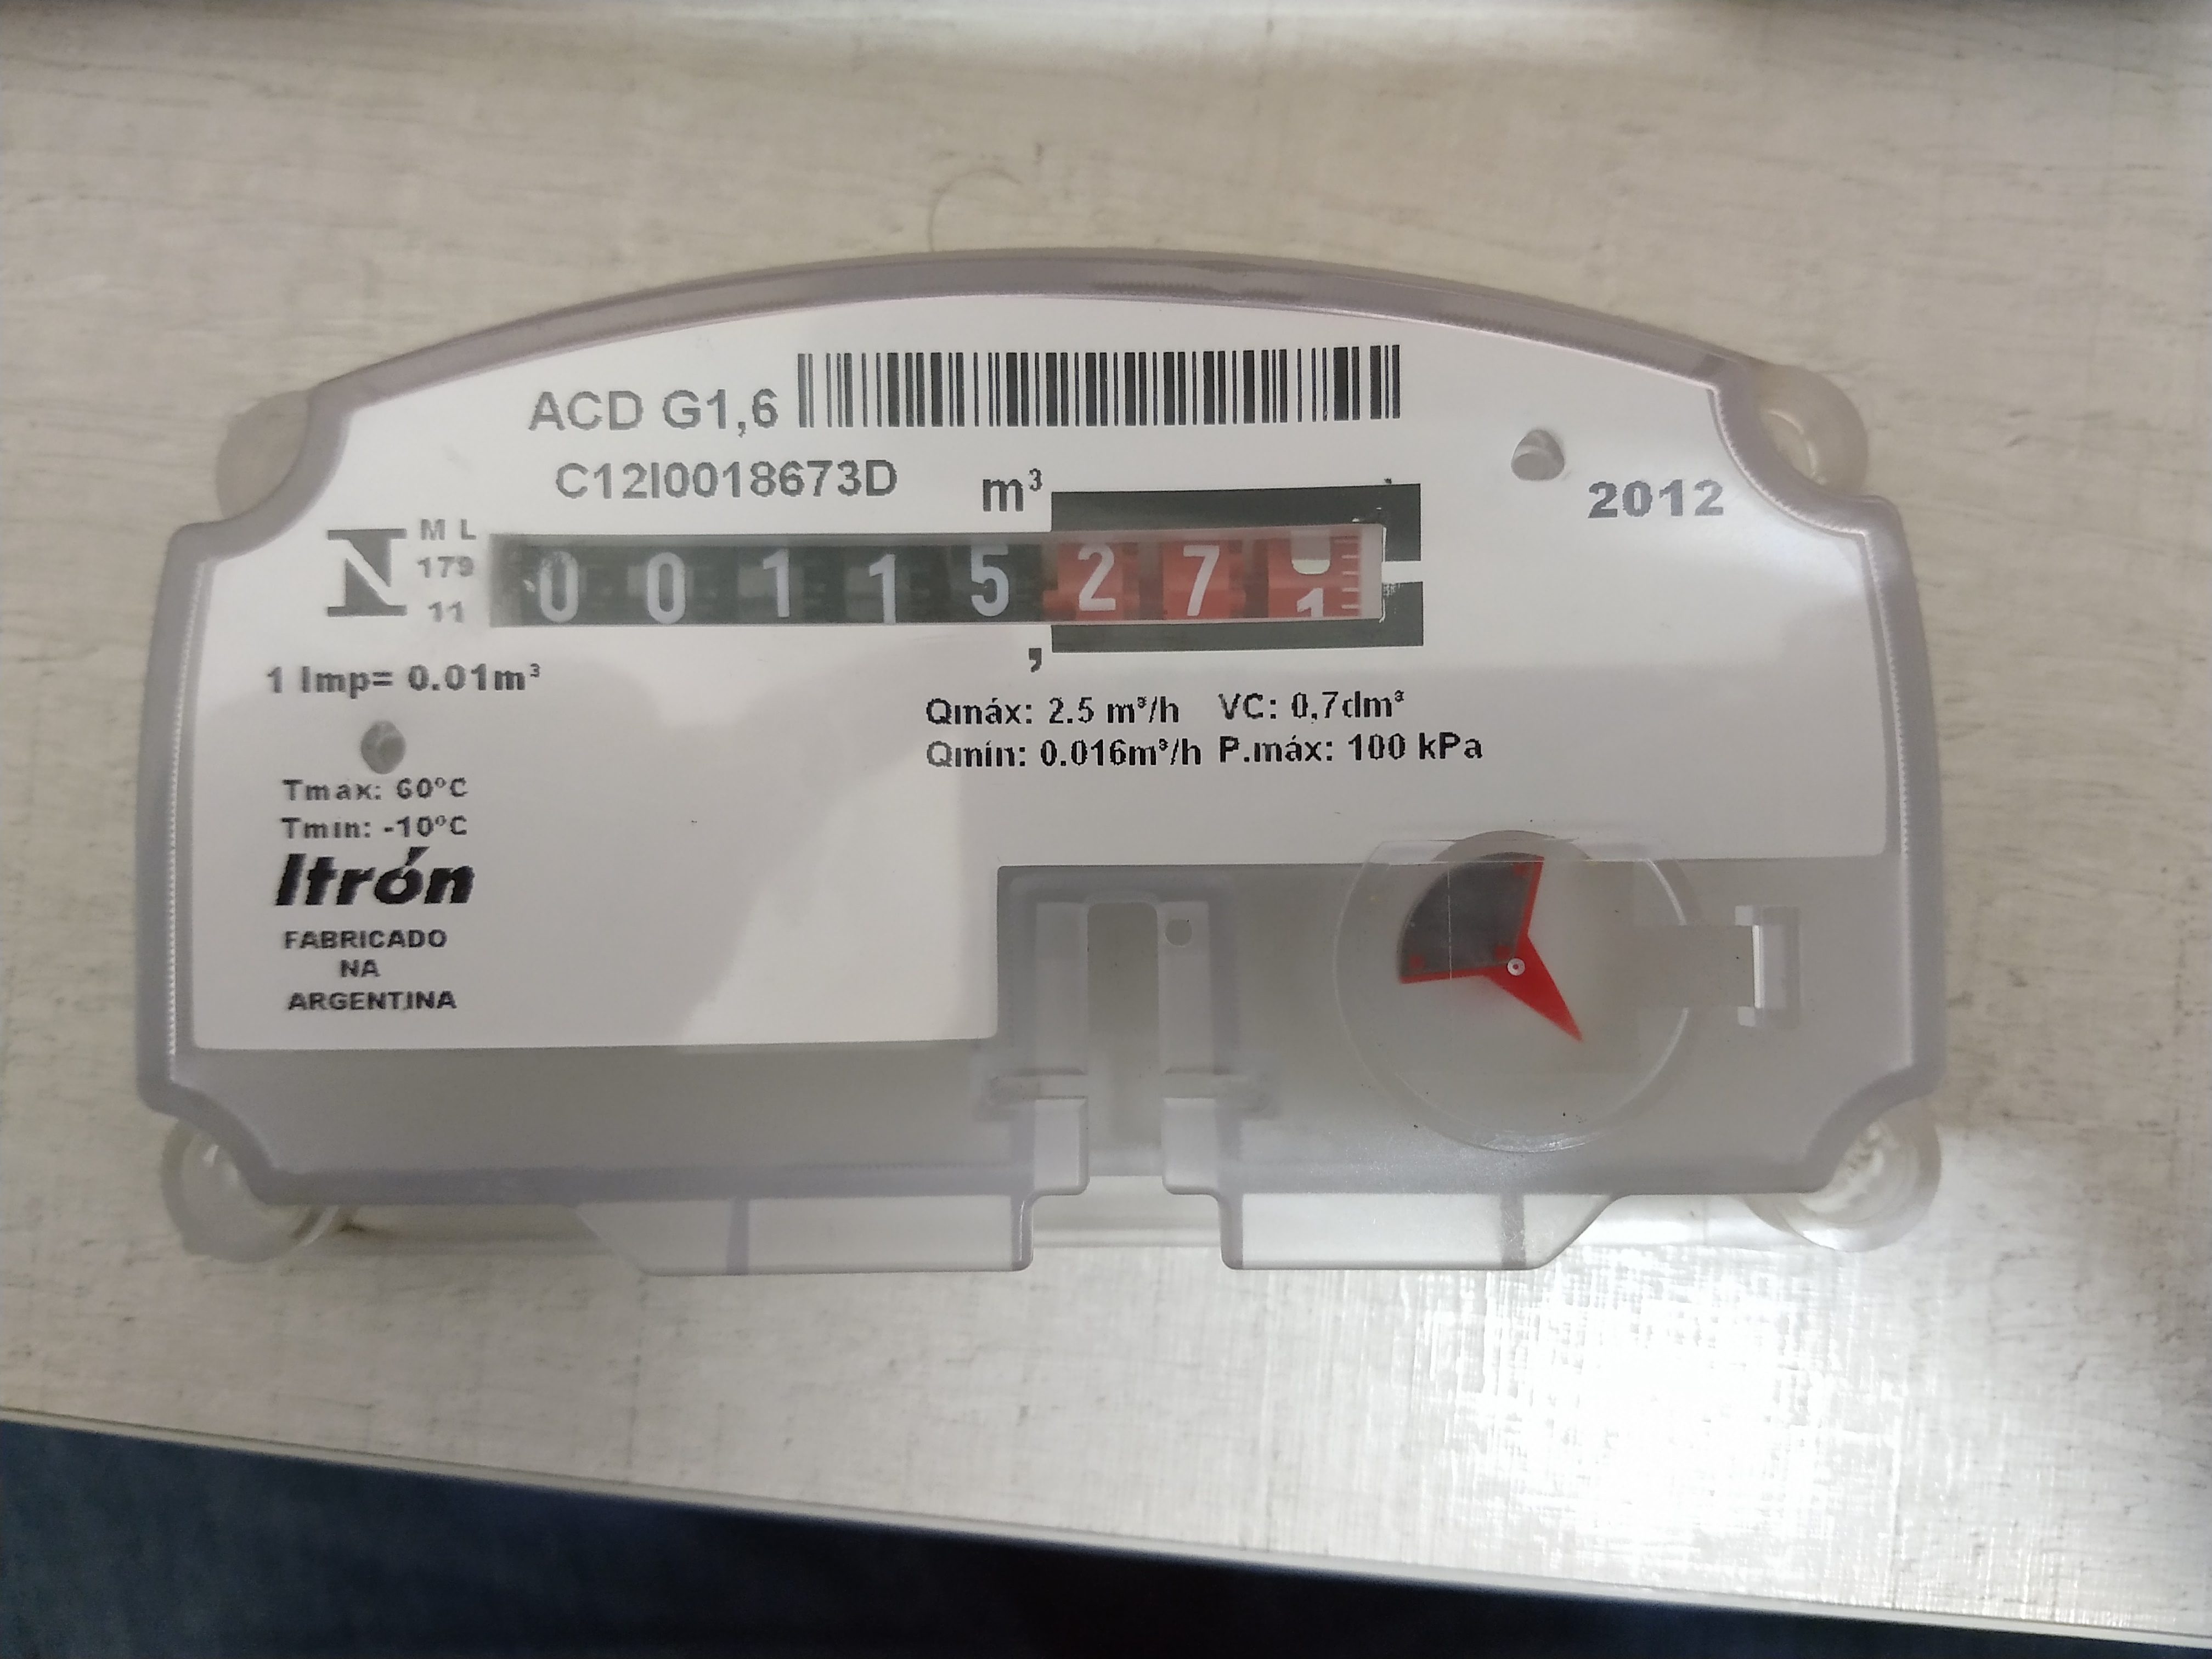 ACD G1,6
C12I0018673D
m³
2012
N
M L
179
11
0 0 1 1 5 2 7
,
1 Imp= 0.01m³
Qmáx: 2.5 m³/h VC: 0,7dm³
Qmín: 0.016m³/h P.máx: 100 kPa
Tmax: 60ºC
Tmin: -10ºC
Itrón
FABRICADO
NA
ARGENTINA